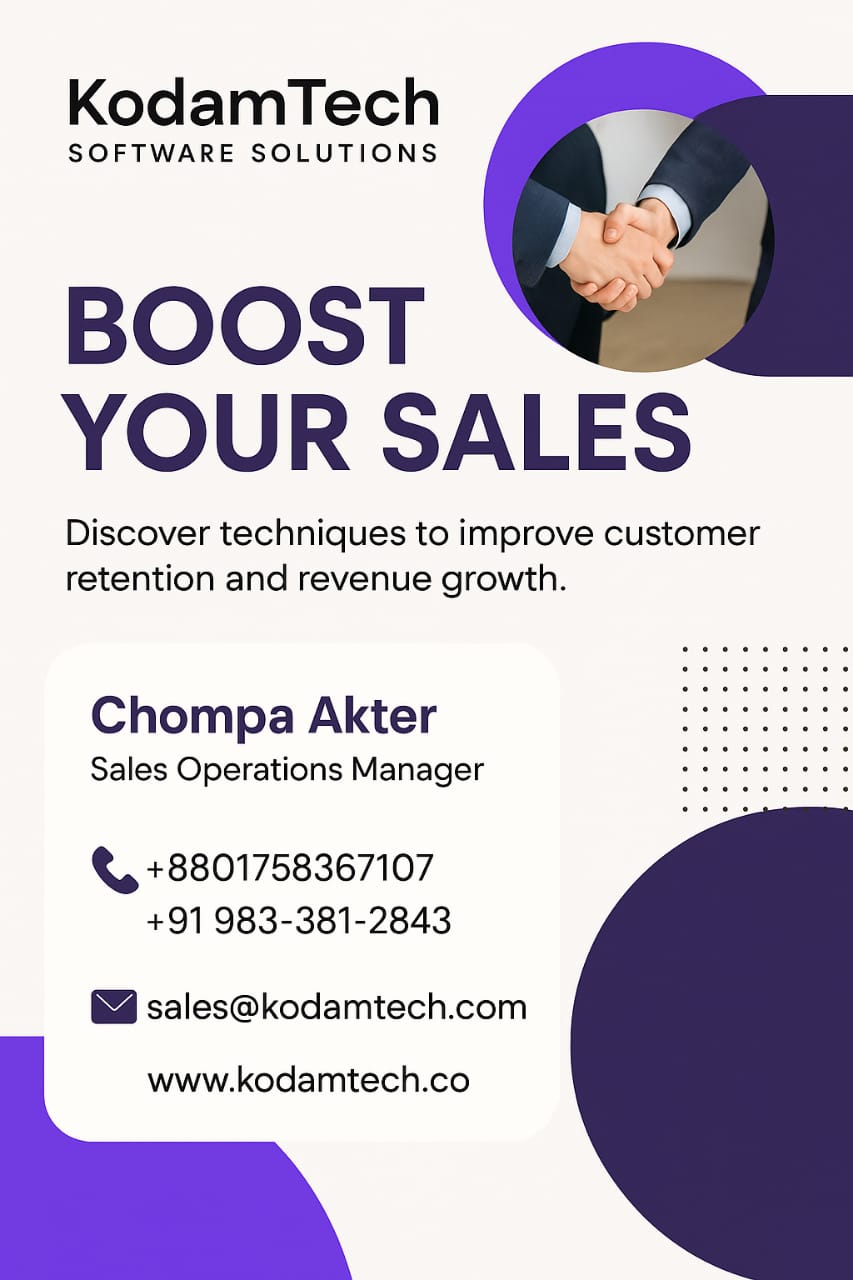 KodamTech
SOFTWARE SOLUTIONS
BOOST
YOUR SALES
Discover techniques to improve customer
retention and revenue growth.
Chompa Akter
Sales Operations Manager
+8801758367107
+91 983-381-2843
sales@kodamtech.com
www.kodamtech.co